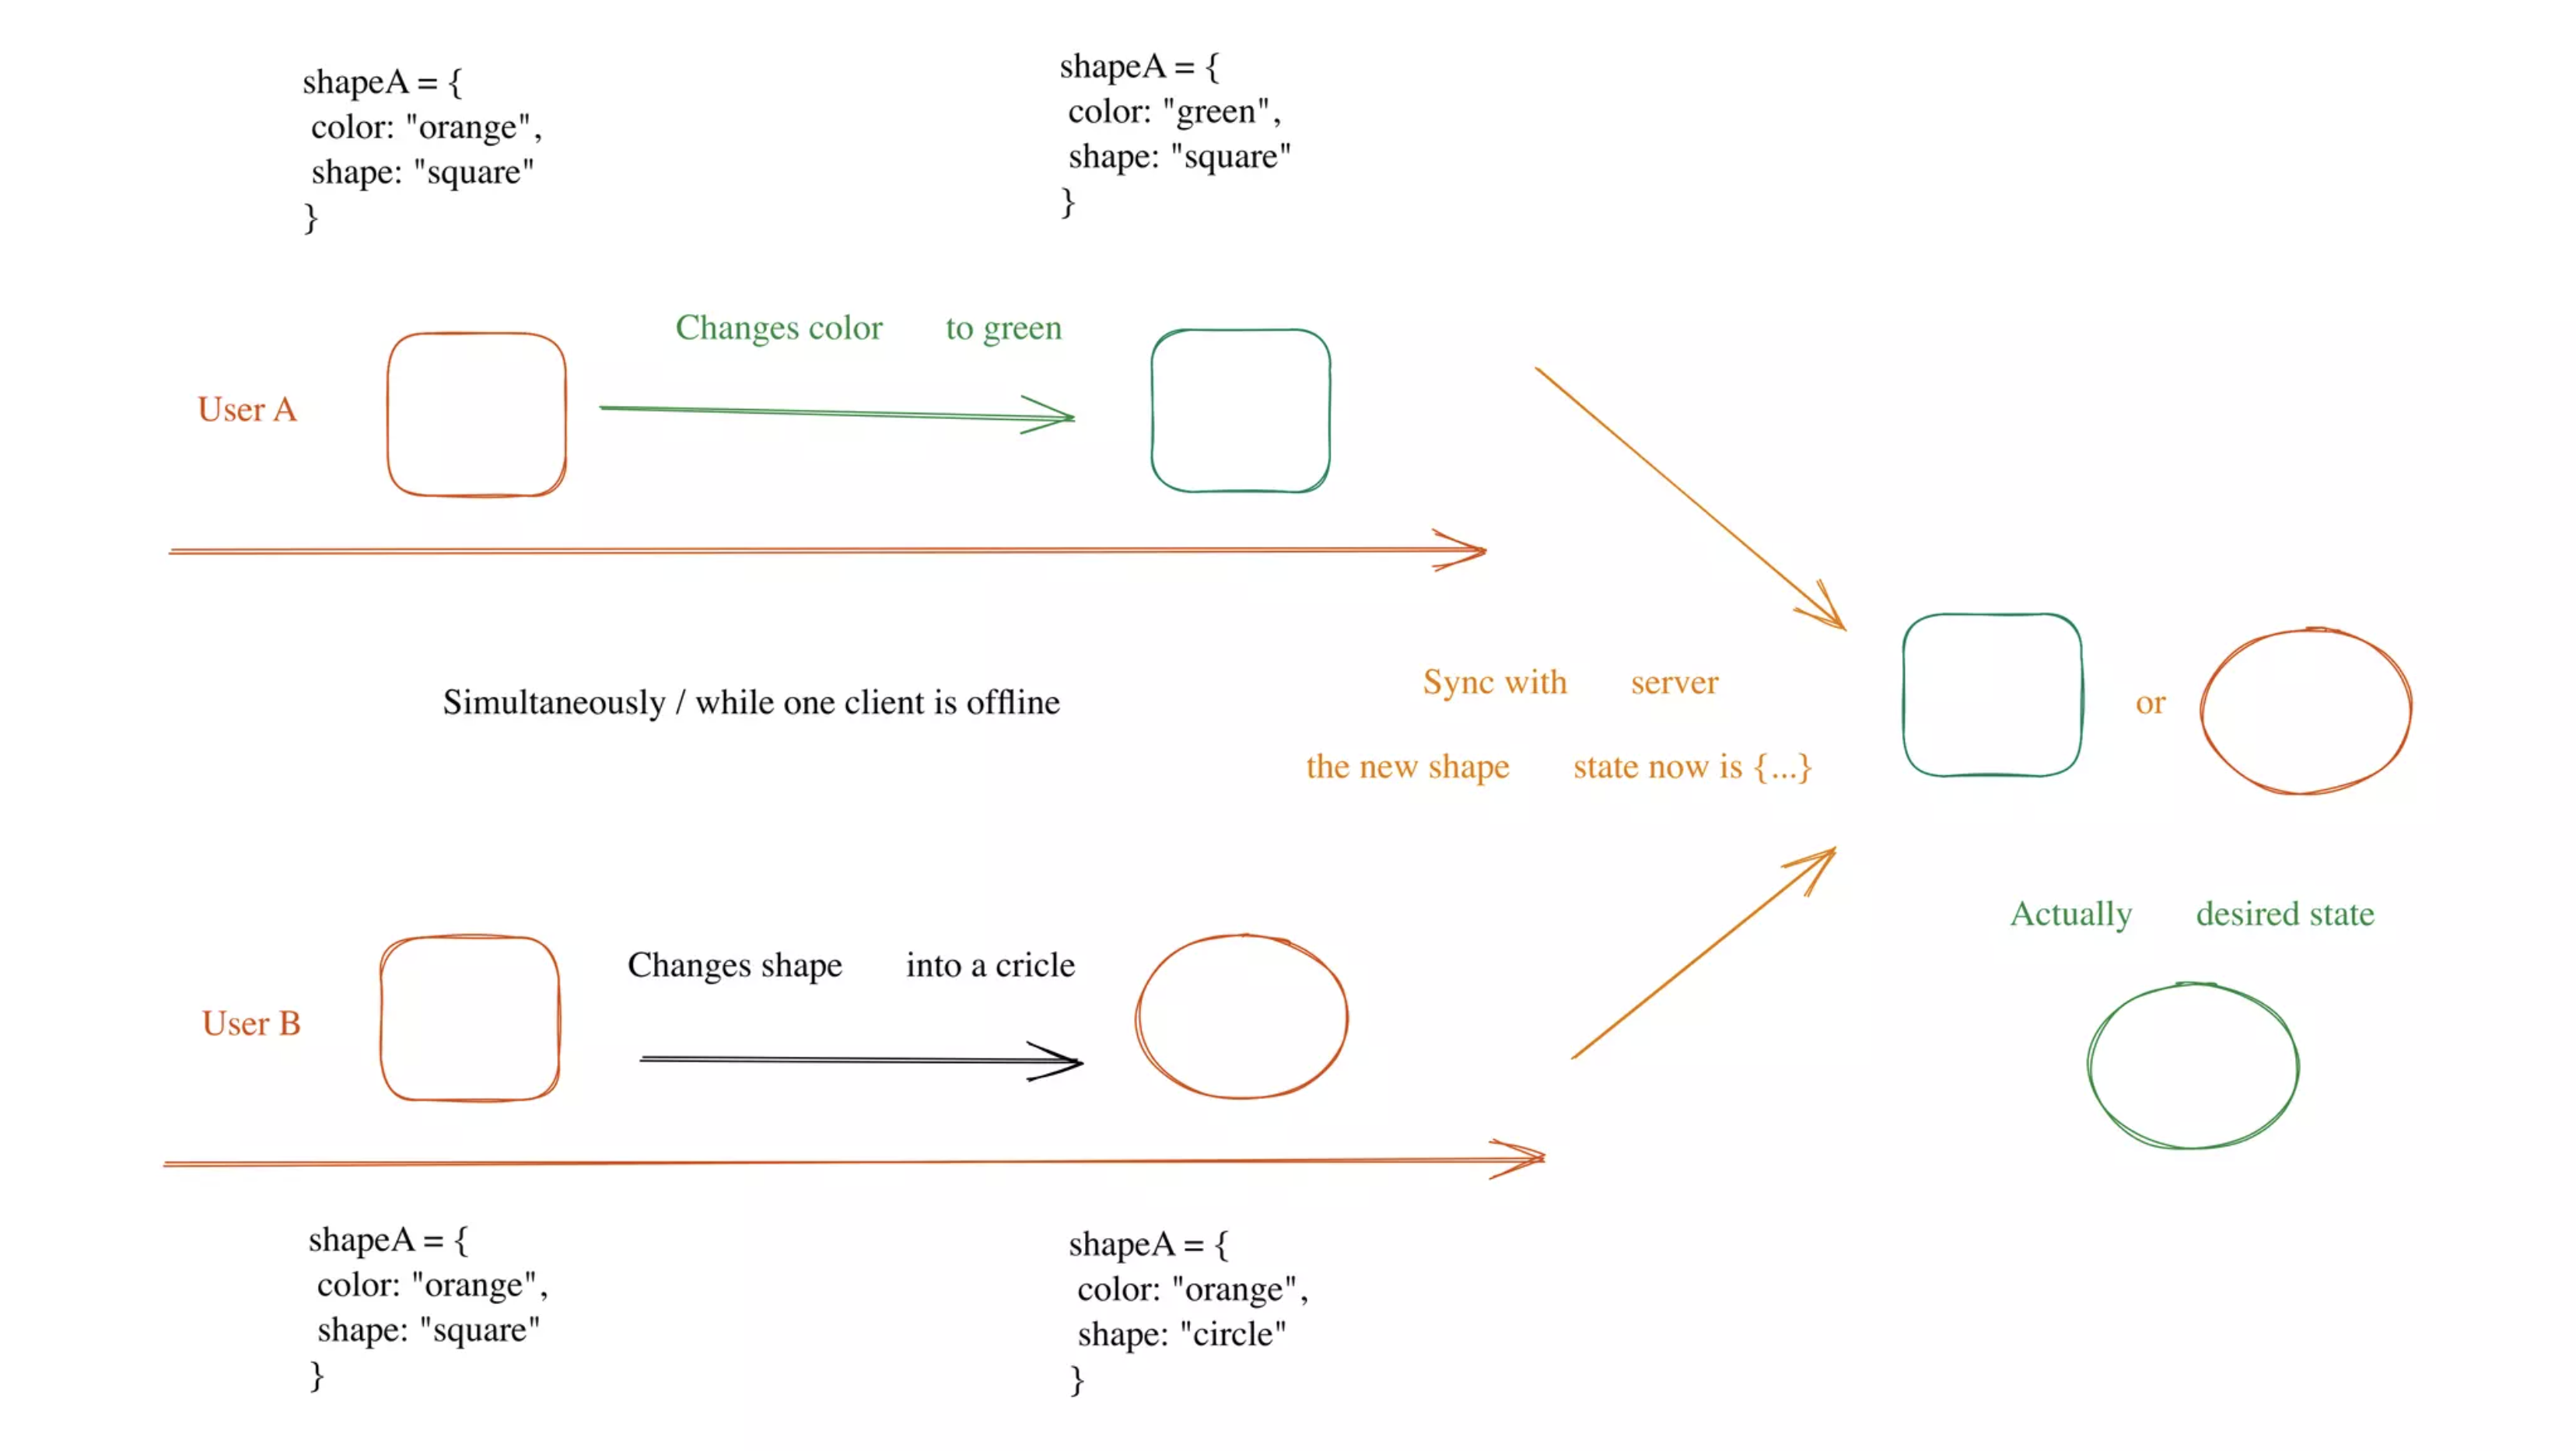 shapeA = {
color: "orange",
shape: "square"
}
shapeA = {
color: "green",
shape: "square"
}
Changes color to green
User A
Simultaneously / while one client is offline
Sync with server
the new shape state now is {...}
or
Actually desired state
Changes shape into a cricle
User B
shapeA = {
color: "orange",
shape: "square"
}
shapeA = {
color: "orange",
shape: "circle"
}